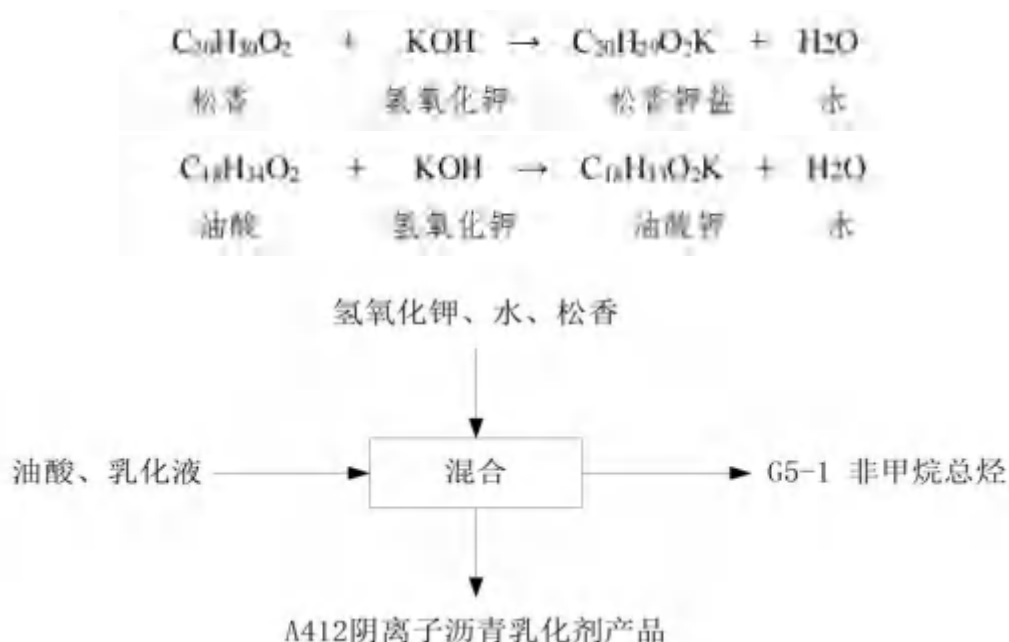 C₂₀H₃₀O₂ + KOH → C₂₀H₂₉O₂K + H2O
松香 氢氧化钾 松香钾盐 水
C₁₈H₃₄O₂ + KOH → C₁₈H₃₃O₂K + H2O
油酸 氢氧化钾 油酸钾 水
氢氧化钾、水、松香
油酸、乳化液 混合 G5-1 非甲烷总烃
A412阴离子沥青乳化剂产品